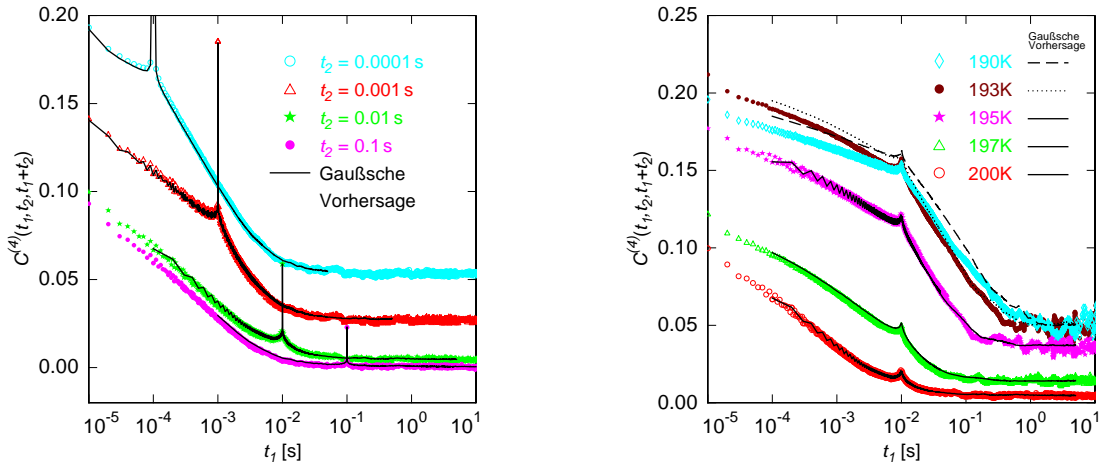 0.20
0.15
0.10
0.05
0.00
C(4)(t1, t2, t1+t2)
t2 = 0.0001 s
t2 = 0.001 s
t2 = 0.01 s
t2 = 0.1 s
Gaußsche
Vorhersage
10-5 10-4 10-3 10-2 10-1 100 101
t1 [s]
0.25
0.20
0.15
0.10
0.05
0.00
C(4)(t1, t2, t1+t2)
Gaußsche
Vorhersage
190K
193K
195K
197K
200K
10-5 10-4 10-3 10-2 10-1 100 101
t1 [s]